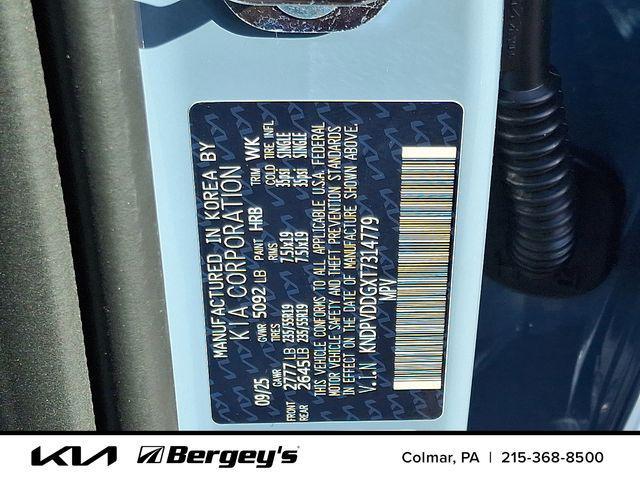 MANUFACTURED IN KOREA BY
KIA CORPORATION
09/25 GVWR 5092 LB PAINT HRB TRIM WK
GAWR TIRES RIMS COLD TIRE INFL
FRONT 2777 LB 235/55R19 7.5Jx19 35psi SINGLE
REAR 2645LB 235/55R19 7.5Jx19 35psi SINGLE
THIS VEHICLE CONFORMS TO ALL APPLICABLE U.S.A FEDERAL
MOTOR VEHICLE SAFETY AND THEFT PREVENTION STANDARDS
IN EFFECT ON THE DATE OF MANUFACTURE SHOWN ABOVE.
V.I.N. KNDPVDDGXT7314779
MPV
KIA Bergey's
Colmar, PA | 215-368-8500